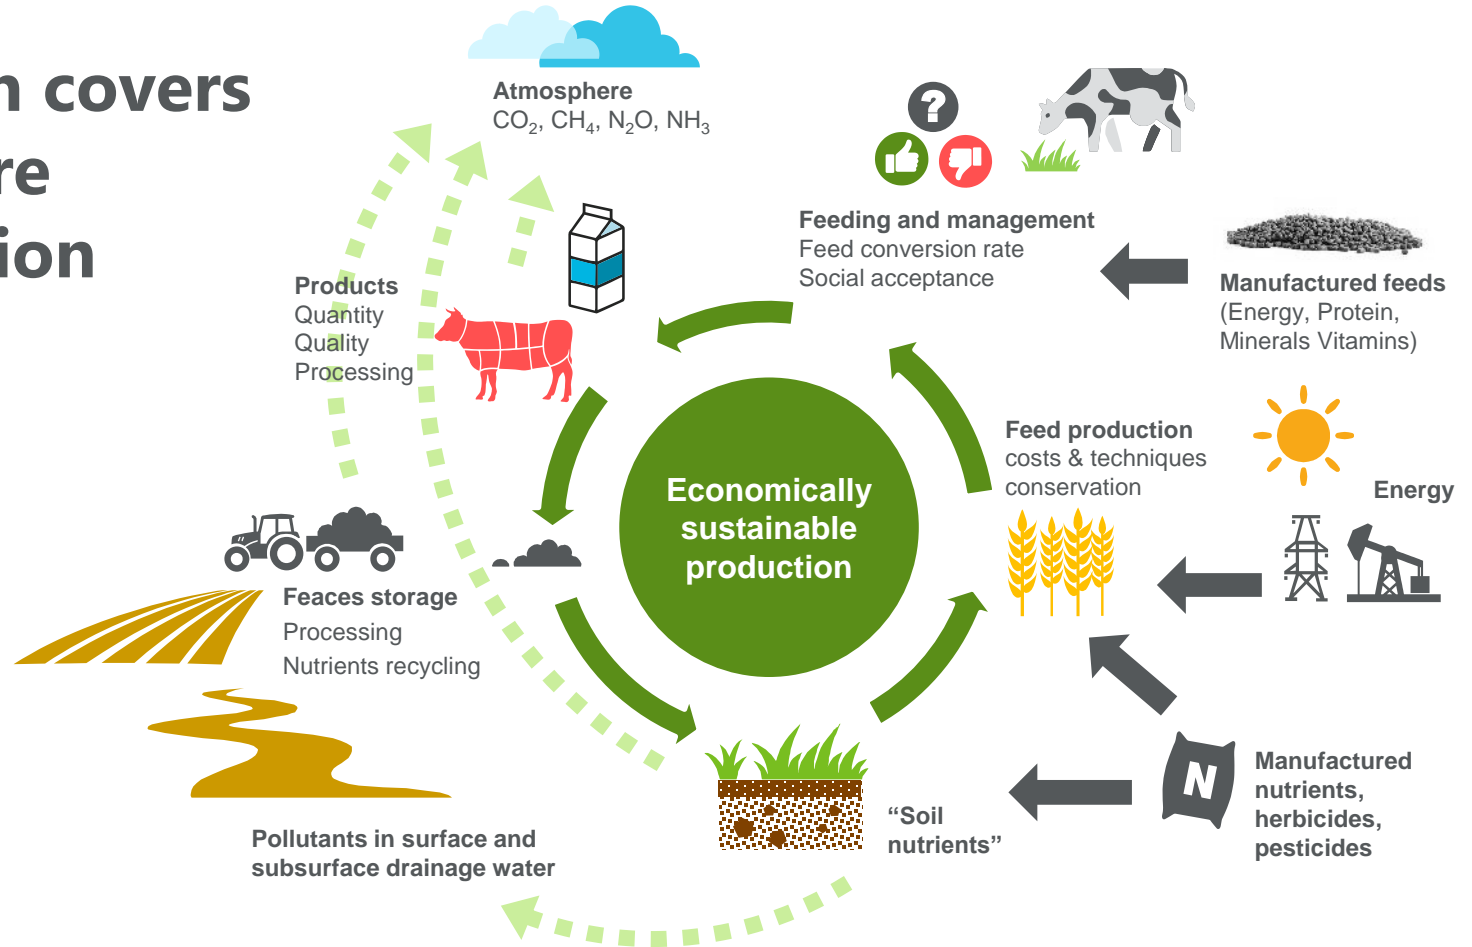 n covers
re
ion
Atmosphere
CO₂, CH₄, N₂O, NH₃
Feeding and management
Feed conversion rate
Social acceptance
Manufactured feeds
(Energy, Protein,
Minerals Vitamins)
Products
Quantity
Quality
Processing
Feed production
costs & techniques
conservation
Energy
Economically
sustainable
production
Feaces storage
Processing
Nutrients recycling
N
Manufactured
nutrients,
herbicides,
pesticides
“Soil
nutrients”
Pollutants in surface and
subsurface drainage water
?